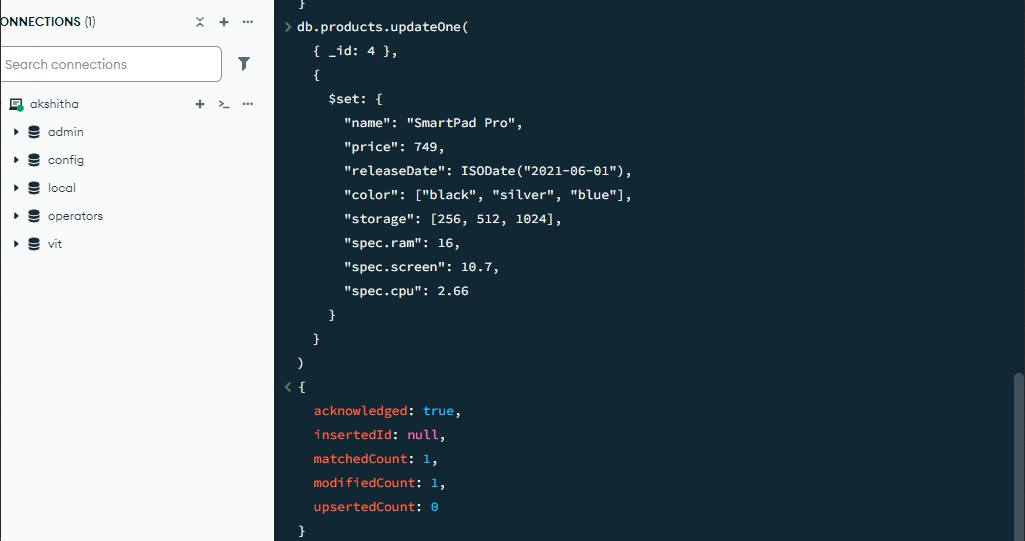 ONNECTIONS (1)
Search connections
akshitha
admin
config
local
operators
vit
}
db.products.updateOne(
{ _id: 4 },
{
$set: {
"name": "SmartPad Pro",
"price": 749,
"releaseDate": ISODate("2021-06-01"),
"color": ["black", "silver", "blue"],
"storage": [256, 512, 1024],
"spec.ram": 16,
"spec.screen": 10.7,
"spec.cpu": 2.66
}
}
)
{
acknowledged: true,
insertedId: null,
matchedCount: 1,
modifiedCount: 1,
upsertedCount: 0
}